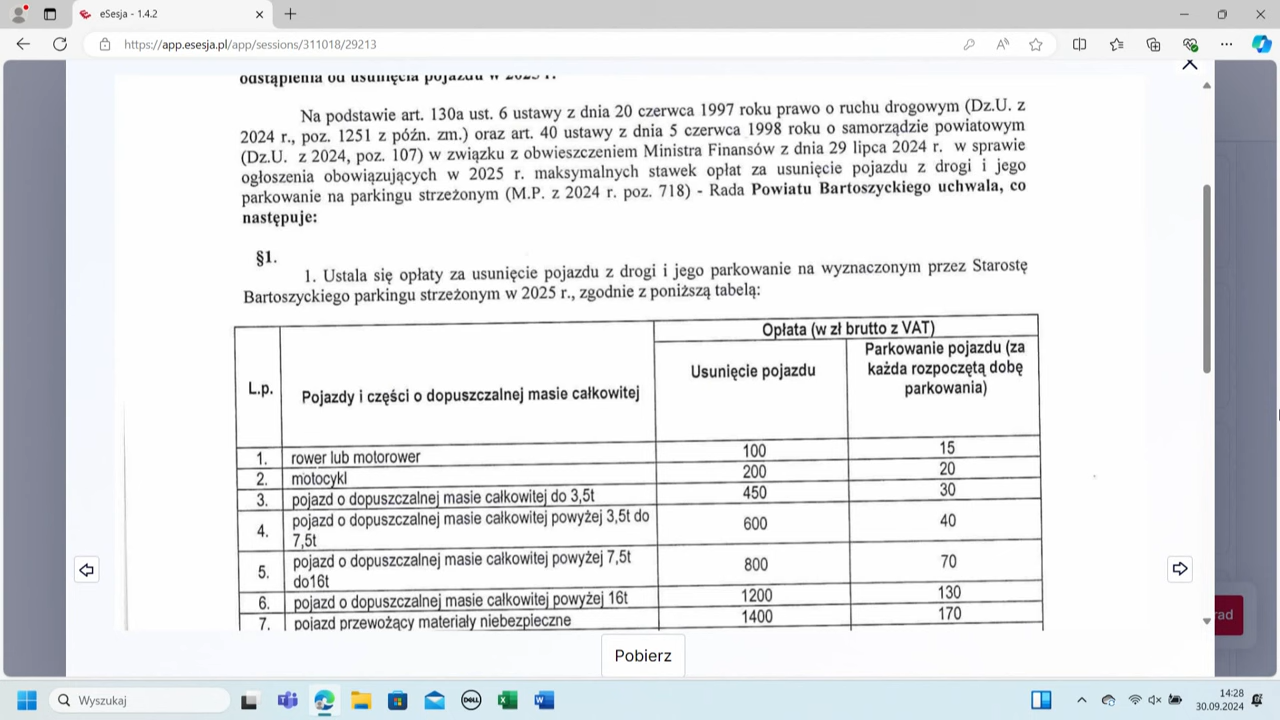 eSesja - 1.4.2
https://app.esesja.pl/app/sessions/311018/29213
odstąpienia od usunięcia pojazdu w 2025 r.
Na podstawie art. 130a ust. 6 ustawy z dnia 20 czerwca 1997 roku prawo o ruchu drogowym (Dz.U. z
2024 r., poz. 1251 z późn. zm.) oraz art. 40 ustawy z dnia 5 czerwca 1998 roku o samorządzie powiatowym
(Dz.U. z 2024, poz. 107) w związku z obwieszczeniem Ministra Finansów z dnia 29 lipca 2024 r. w sprawie
ogłoszenia obowiązujących w 2025 r. maksymalnych stawek opłat za usunięcie pojazdu z drogi i jego
parkowanie na parkingu strzeżonym (M.P. z 2024 r. poz. 718) - Rada Powiatu Bartoszyckiego uchwala, co
następuje:
§1.
1. Ustala się opłaty za usunięcie pojazdu z drogi i jego parkowanie na wyznaczonym przez Starostę
Bartoszyckiego parkingu strzeżonym w 2025 r., zgodnie z poniższą tabelą:
L.p.
Pojazdy i części o dopuszczalnej masie całkowitej
Opłata (w zł brutto z VAT)
Usunięcie pojazdu
Parkowanie pojazdu (za
każda rozpoczętą dobę
parkowania)
1. rower lub motorower 100 15
2. motocykl 200 20
3. pojazd o dopuszczalnej masie całkowitej do 3,5t 450 30
4. pojazd o dopuszczalnej masie całkowitej powyżej 3,5t do 600 40
7,5t
5. pojazd o dopuszczalnej masie całkowitej powyżej 7,5t 800 70
do16t
6. pojazd o dopuszczalnej masie całkowitej powyżej 16t 1200 130
7. pojazd przewożący materiały niebezpieczne 1400 170
rad
Pobierz
Wyszukaj
DELL
14:28
30.09.2024